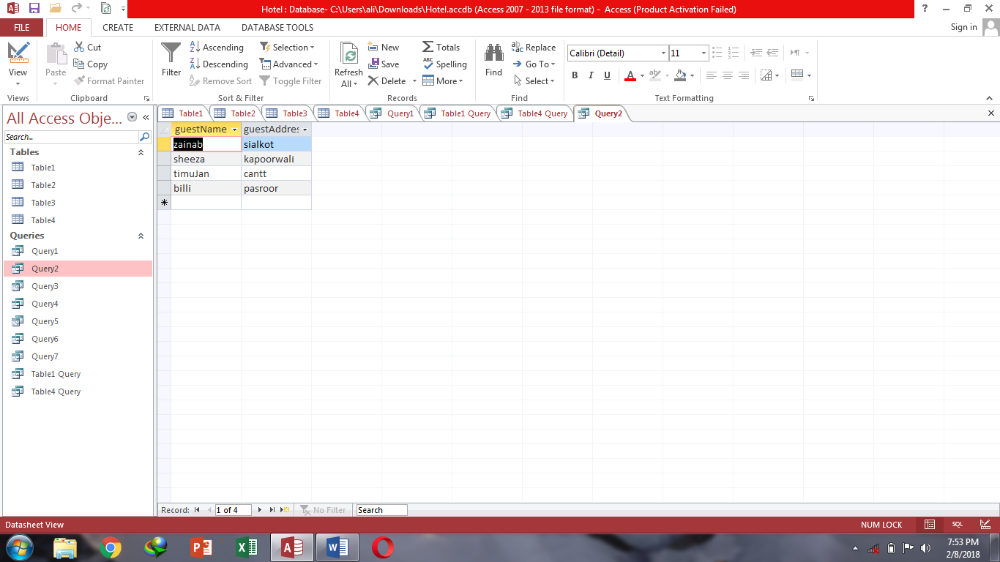 Hotel : Database- C:\Users\ali\Downloads\Hotel.accdb (Access 2007 - 2013 file format) - Access (Product Activation Failed)
FILE HOME CREATE EXTERNAL DATA DATABASE TOOLS Sign in
View
Views
Paste
Cut
Copy
Format Painter
Clipboard
Filter
Ascending
Descending
Remove Sort
Selection
Advanced
Toggle Filter
Sort & Filter
Refresh
All
New
Save
Delete
Totals
Spelling
More
Records
Find
Replace
Go To
Select
Find
Calibri (Detail) 11
B I U A
Text Formatting
All Access Obje...
Search...
Tables
Table1
Table2
Table3
Table4
Queries
Query1
Query2
Query3
Query4
Query5
Query6
Query7
Table1 Query
Table4 Query
Table1 Table2 Table3 Table4 Query1 Table1 Query Table4 Query Query2
guestName guestAddres
zainab sialkot
sheeza kapoorwali
timuJan cantt
billi pasroor
Record: 1 of 4 No Filter Search
Datasheet View NUM LOCK SQL
7:53 PM
2/8/2018